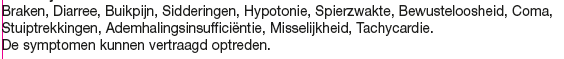 Braken, Diarree, Buikpijn, Sidderingen, Hypotonie, Spierzwakte, Bewusteloosheid, Coma,
Stuiptrekkingen, Ademhalingsinsufficiëntie, Misselijkheid, Tachycardie.
De symptomen kunnen vertraagd optreden.